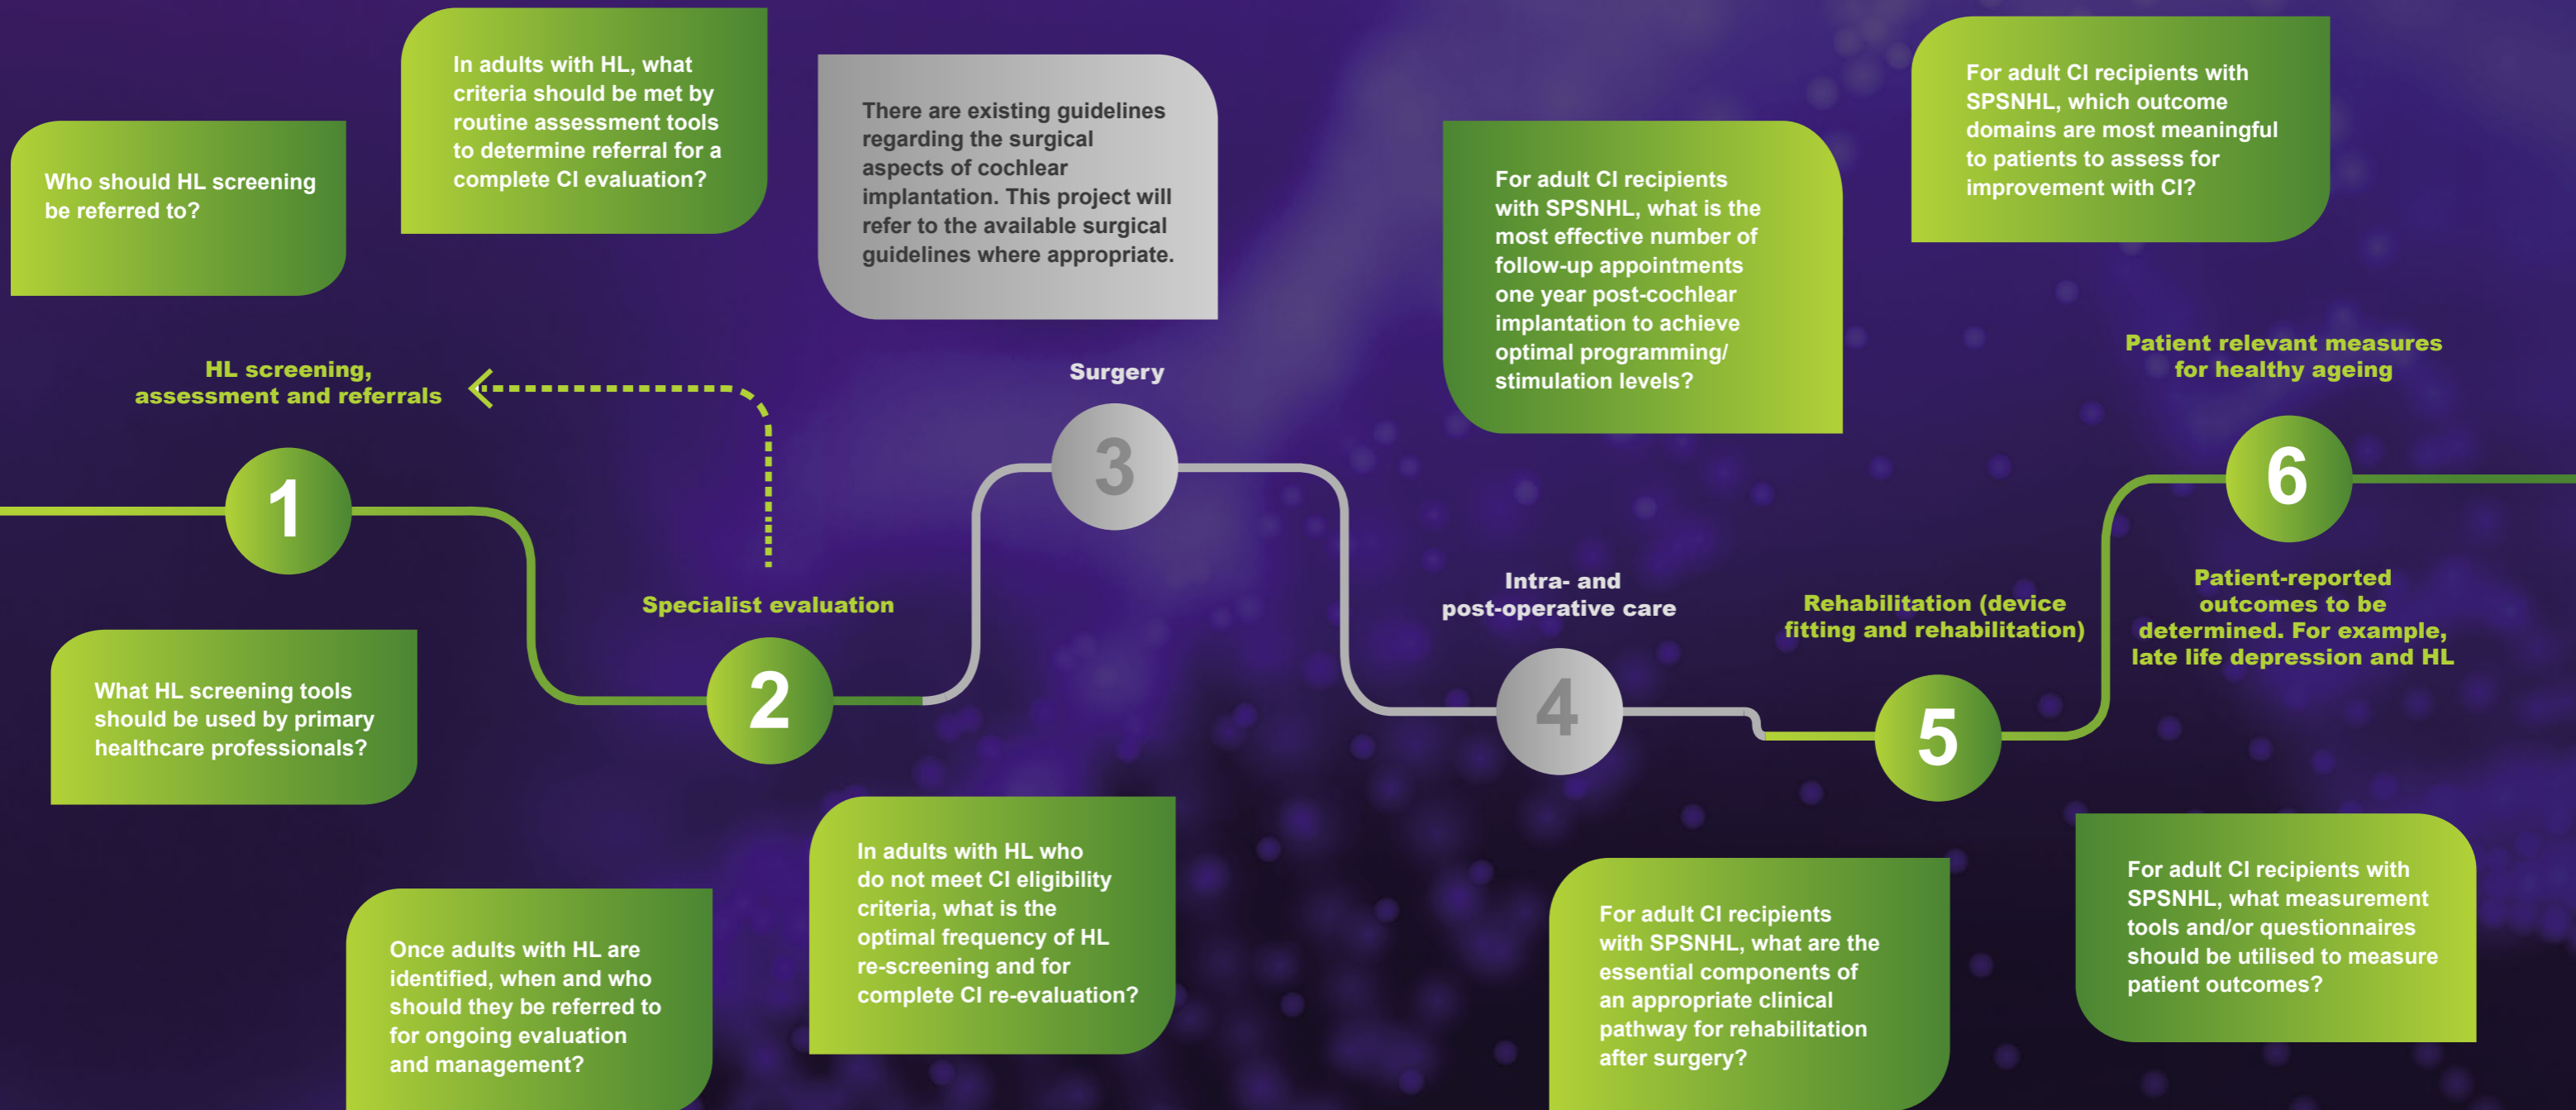 Who should HL screening
be referred to?
In adults with HL, what
criteria should be met by
routine assessment tools
to determine referral for a
complete CI evaluation?
There are existing guidelines
regarding the surgical
aspects of cochlear
implantation. This project will
refer to the available surgical
guidelines where appropriate.
For adult CI recipients
with SPSNHL, what is the
most effective number of
follow-up appointments
one year post-cochlear
implantation to achieve
optimal programming/
stimulation levels?
For adult CI recipients with
SPSNHL, which outcome
domains are most meaningful
to patients to assess for
improvement with CI?
HL screening,
assessment and referrals
1
Specialist evaluation
2
Surgery
3
Intra- and
post-operative care
4
Rehabilitation (device
fitting and rehabilitation)
5
Patient relevant measures
for healthy ageing
6
Patient-reported
outcomes to be
determined. For example,
late life depression and HL
What HL screening tools
should be used by primary
healthcare professionals?
Once adults with HL are
identified, when and who
should they be referred to
for ongoing evaluation
and management?
In adults with HL who
do not meet CI eligibility
criteria, what is the
optimal frequency of HL
re-screening and for
complete CI re-evaluation?
For adult CI recipients
with SPSNHL, what are the
essential components of
an appropriate clinical
pathway for rehabilitation
after surgery?
For adult CI recipients with
SPSNHL, what measurement
tools and/or questionnaires
should be utilised to measure
patient outcomes?